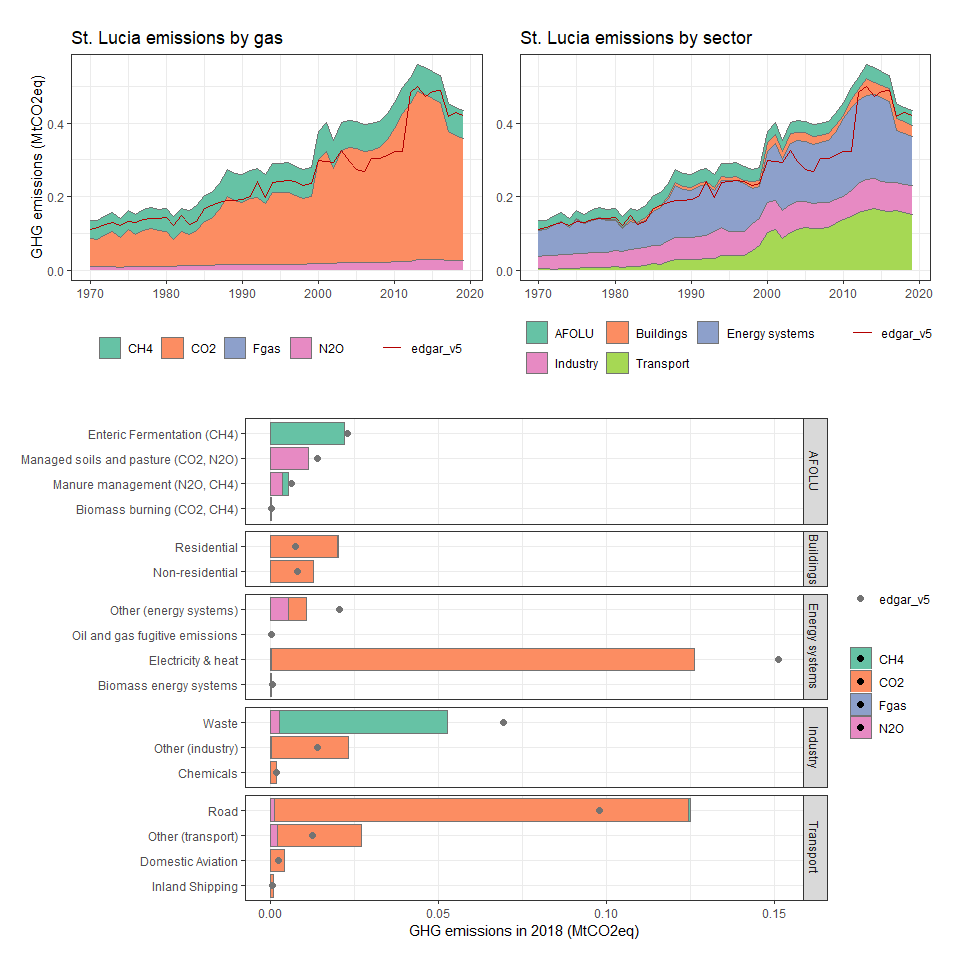 St. Lucia emissions by gas
GHG emissions (MtCO2eq)
0.4
0.2
0.0
1970
1980
1990
2000
2010
2020
CH4
CO2
Fgas
N2O
edgar_v5
St. Lucia emissions by sector
0.4
0.2
0.0
1970
1980
1990
2000
2010
2020
AFOLU
Buildings
Energy systems
edgar_v5
Industry
Transport
Enteric Fermentation (CH4)
Managed soils and pasture (CO2, N2O)
Manure management (N2O, CH4)
Biomass burning (CO2, CH4)
AFOLU
Residential
Non-residential
Buildings
Other (energy systems)
Oil and gas fugitive emissions
Electricity & heat
Biomass energy systems
Energy systems
Waste
Other (industry)
Chemicals
Industry
Road
Other (transport)
Domestic Aviation
Inland Shipping
Transport
0.00
0.05
0.10
0.15
GHG emissions in 2018 (MtCO2eq)
edgar_v5
CH4
CO2
Fgas
N2O